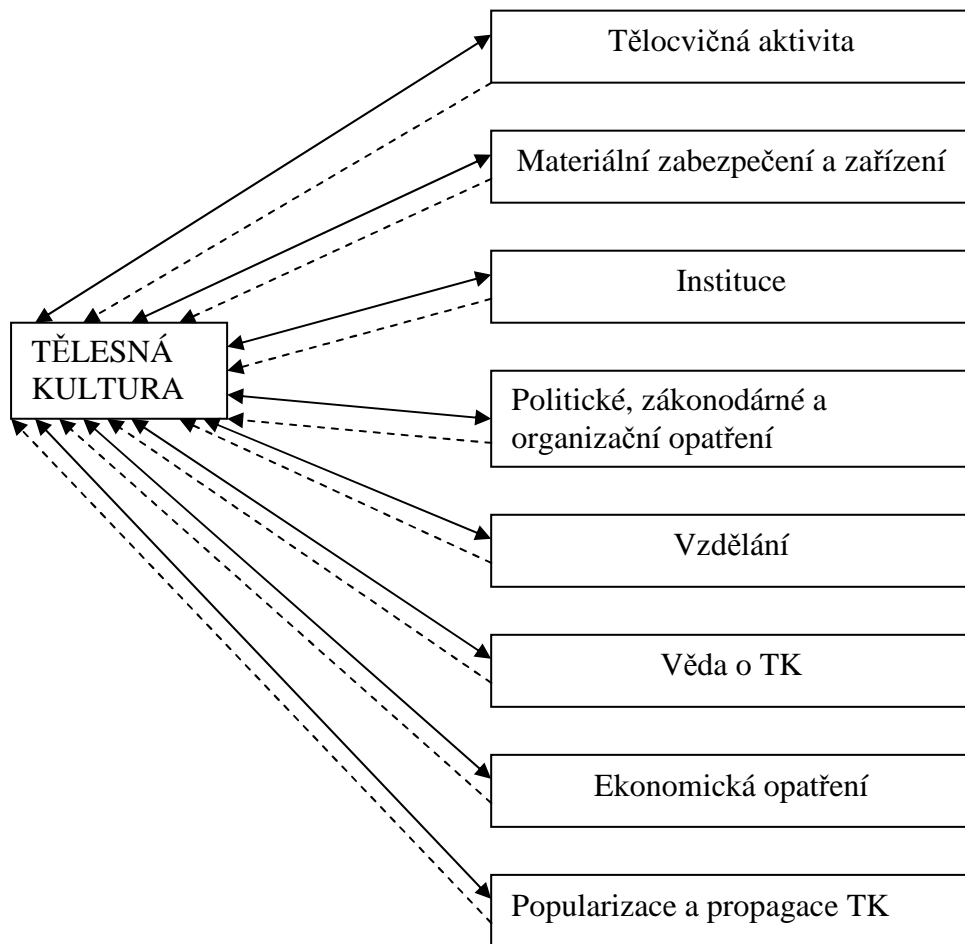 Tělocvičná aktivita
Materiální zabezpečení a zařízení
Instituce
TĚLESNÁ
KULTURA
Politické, zákonodárné a
organizační opatření
Vzdělání
Věda o TK
Ekonomická opatření
Popularizace a propagace TK